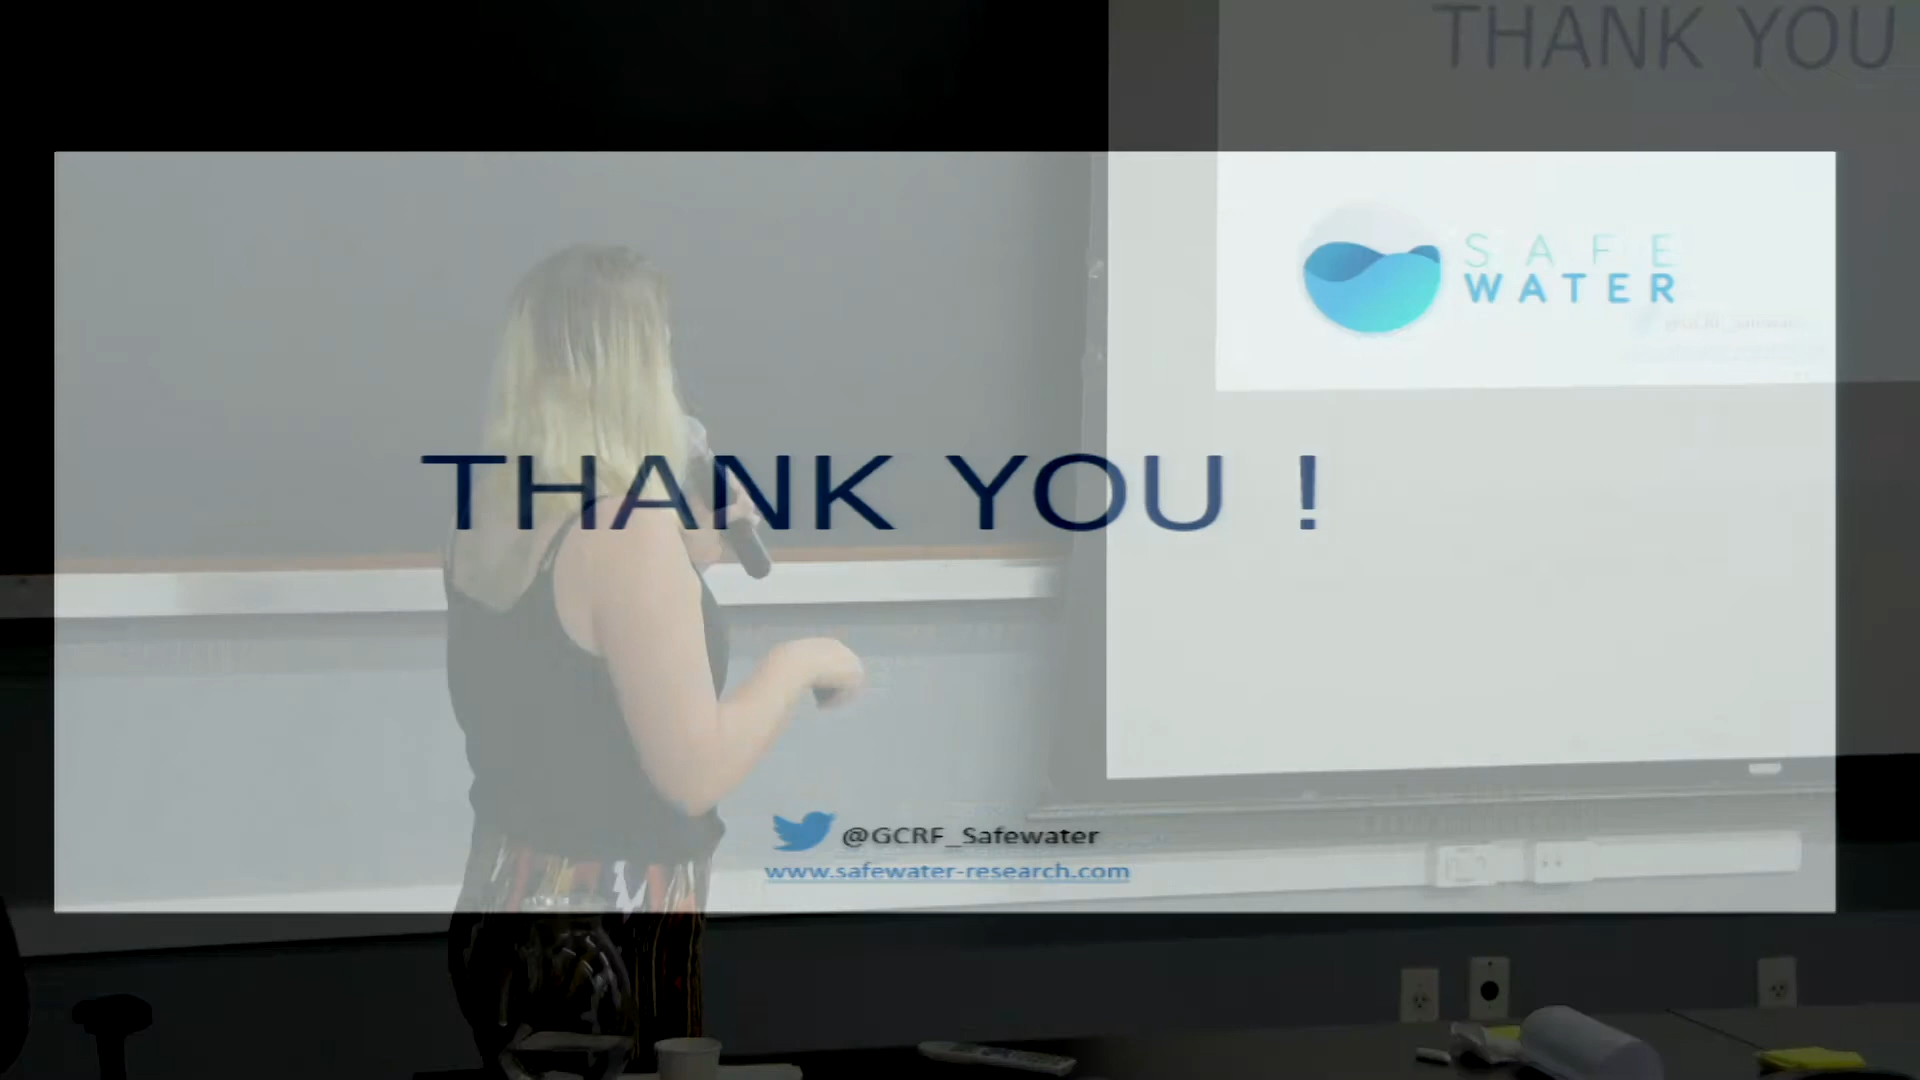 THANK YOU
SAFE
WATER
THANK YOU !
@GCRF_Safewater
www.safewater-research.com